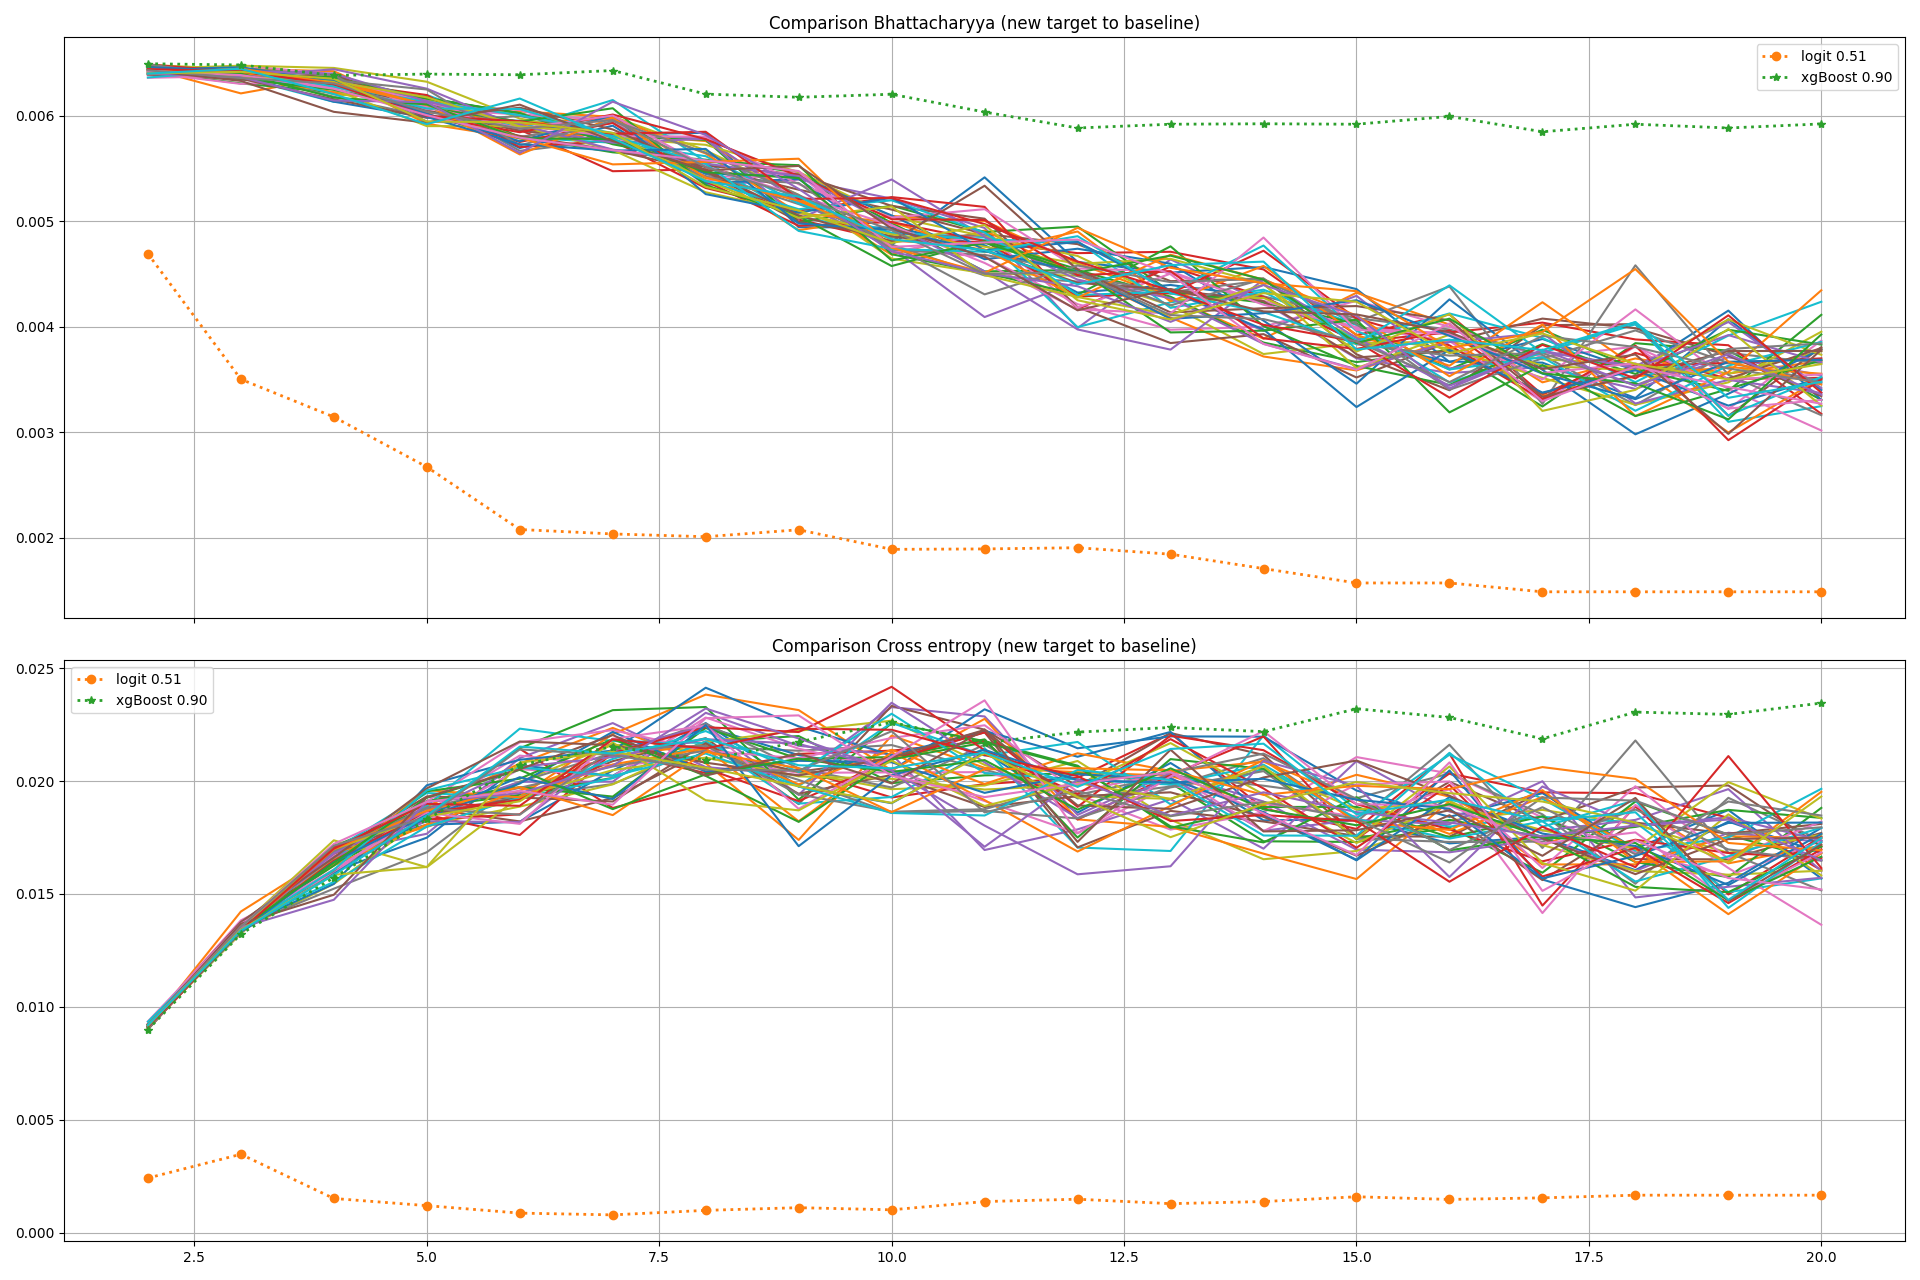 Comparison Bhattacharyya (new target to baseline)
logit 0.51
xgBoost 0.90
0.006
0.005
0.004
0.003
0.002
Comparison Cross entropy (new target to baseline)
logit 0.51
xgBoost 0.90
0.025
0.020
0.015
0.010
0.005
0.000
2.5 5.0 7.5 10.0 12.5 15.0 17.5 20.0